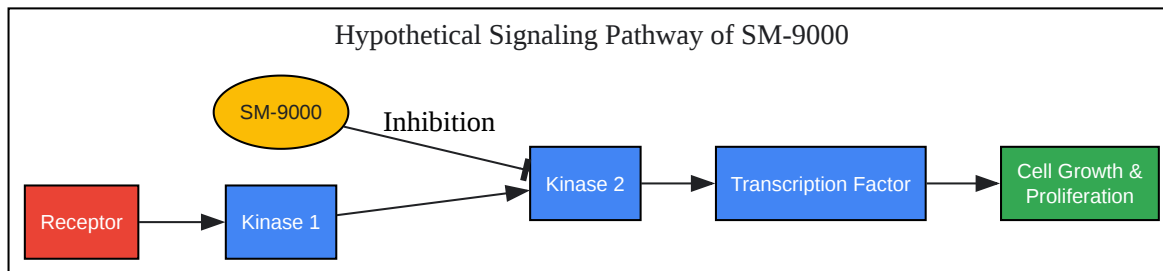 Hypothetical Signaling Pathway of SM-9000
SM-9000
Inhibition
Receptor
Kinase 1
Kinase 2
Transcription Factor
Cell Growth &
Proliferation